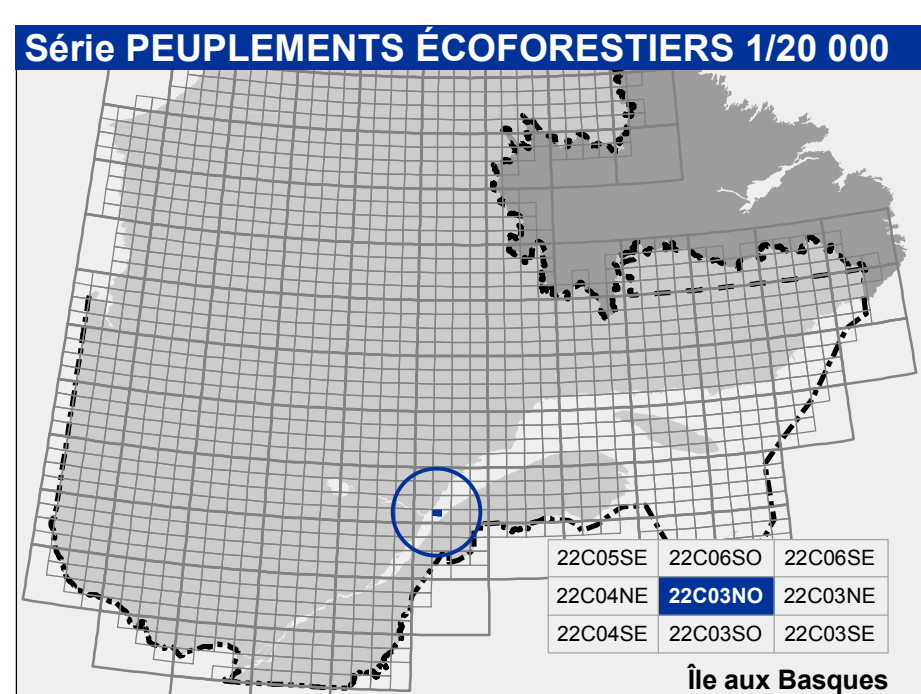 Série PEUPLEMENTS ÉCOFORESTIERS 1/20 000
22C05SE 22C06SO 22C06SE
22C04NE 22C03NO 22C03NE
22C04SE 22C03SO 22C03SE
Île aux Basques